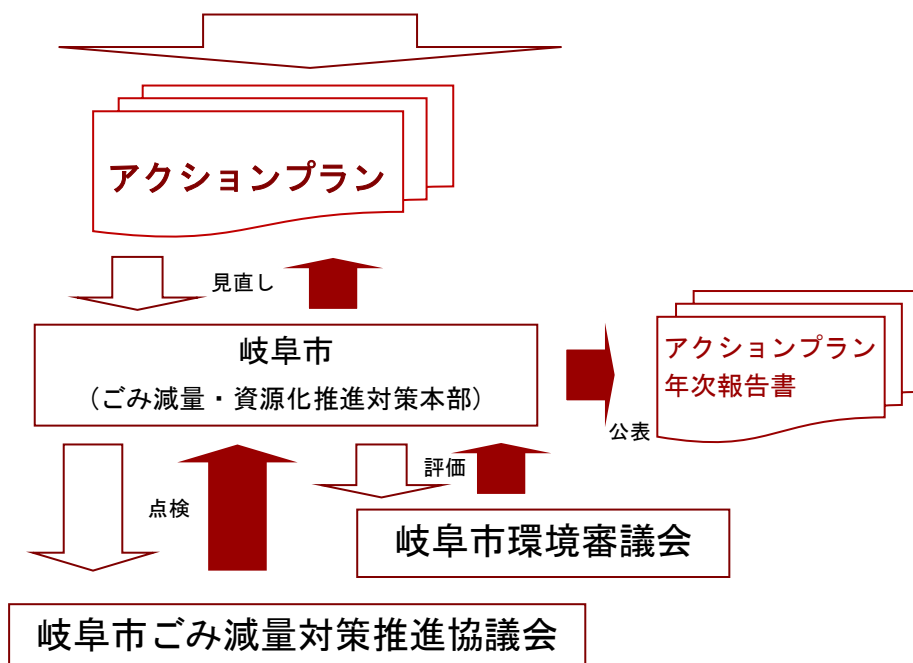 アクションプラン
見直し
岐阜市
（ごみ減量・資源化推進対策本部）
アクションプラン
年次報告書
公表
評価
点検
岐阜市環境審議会
岐阜市ごみ減量対策推進協議会